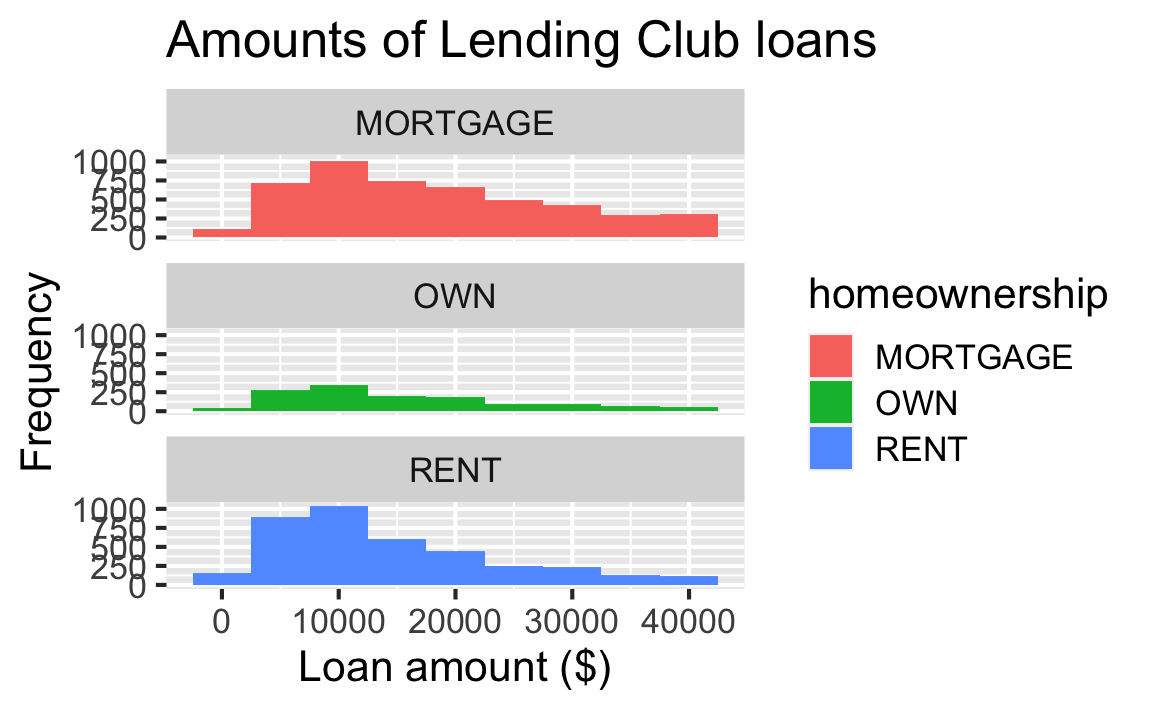 Amounts of Lending Club loans
MORTGAGE
1000
750
500
250
0
OWN
1000
750
500
250
0
RENT
1000
750
500
250
0
0 10000 20000 30000 40000
Loan amount ($)
Frequency
homeownership
MORTGAGE
OWN
RENT